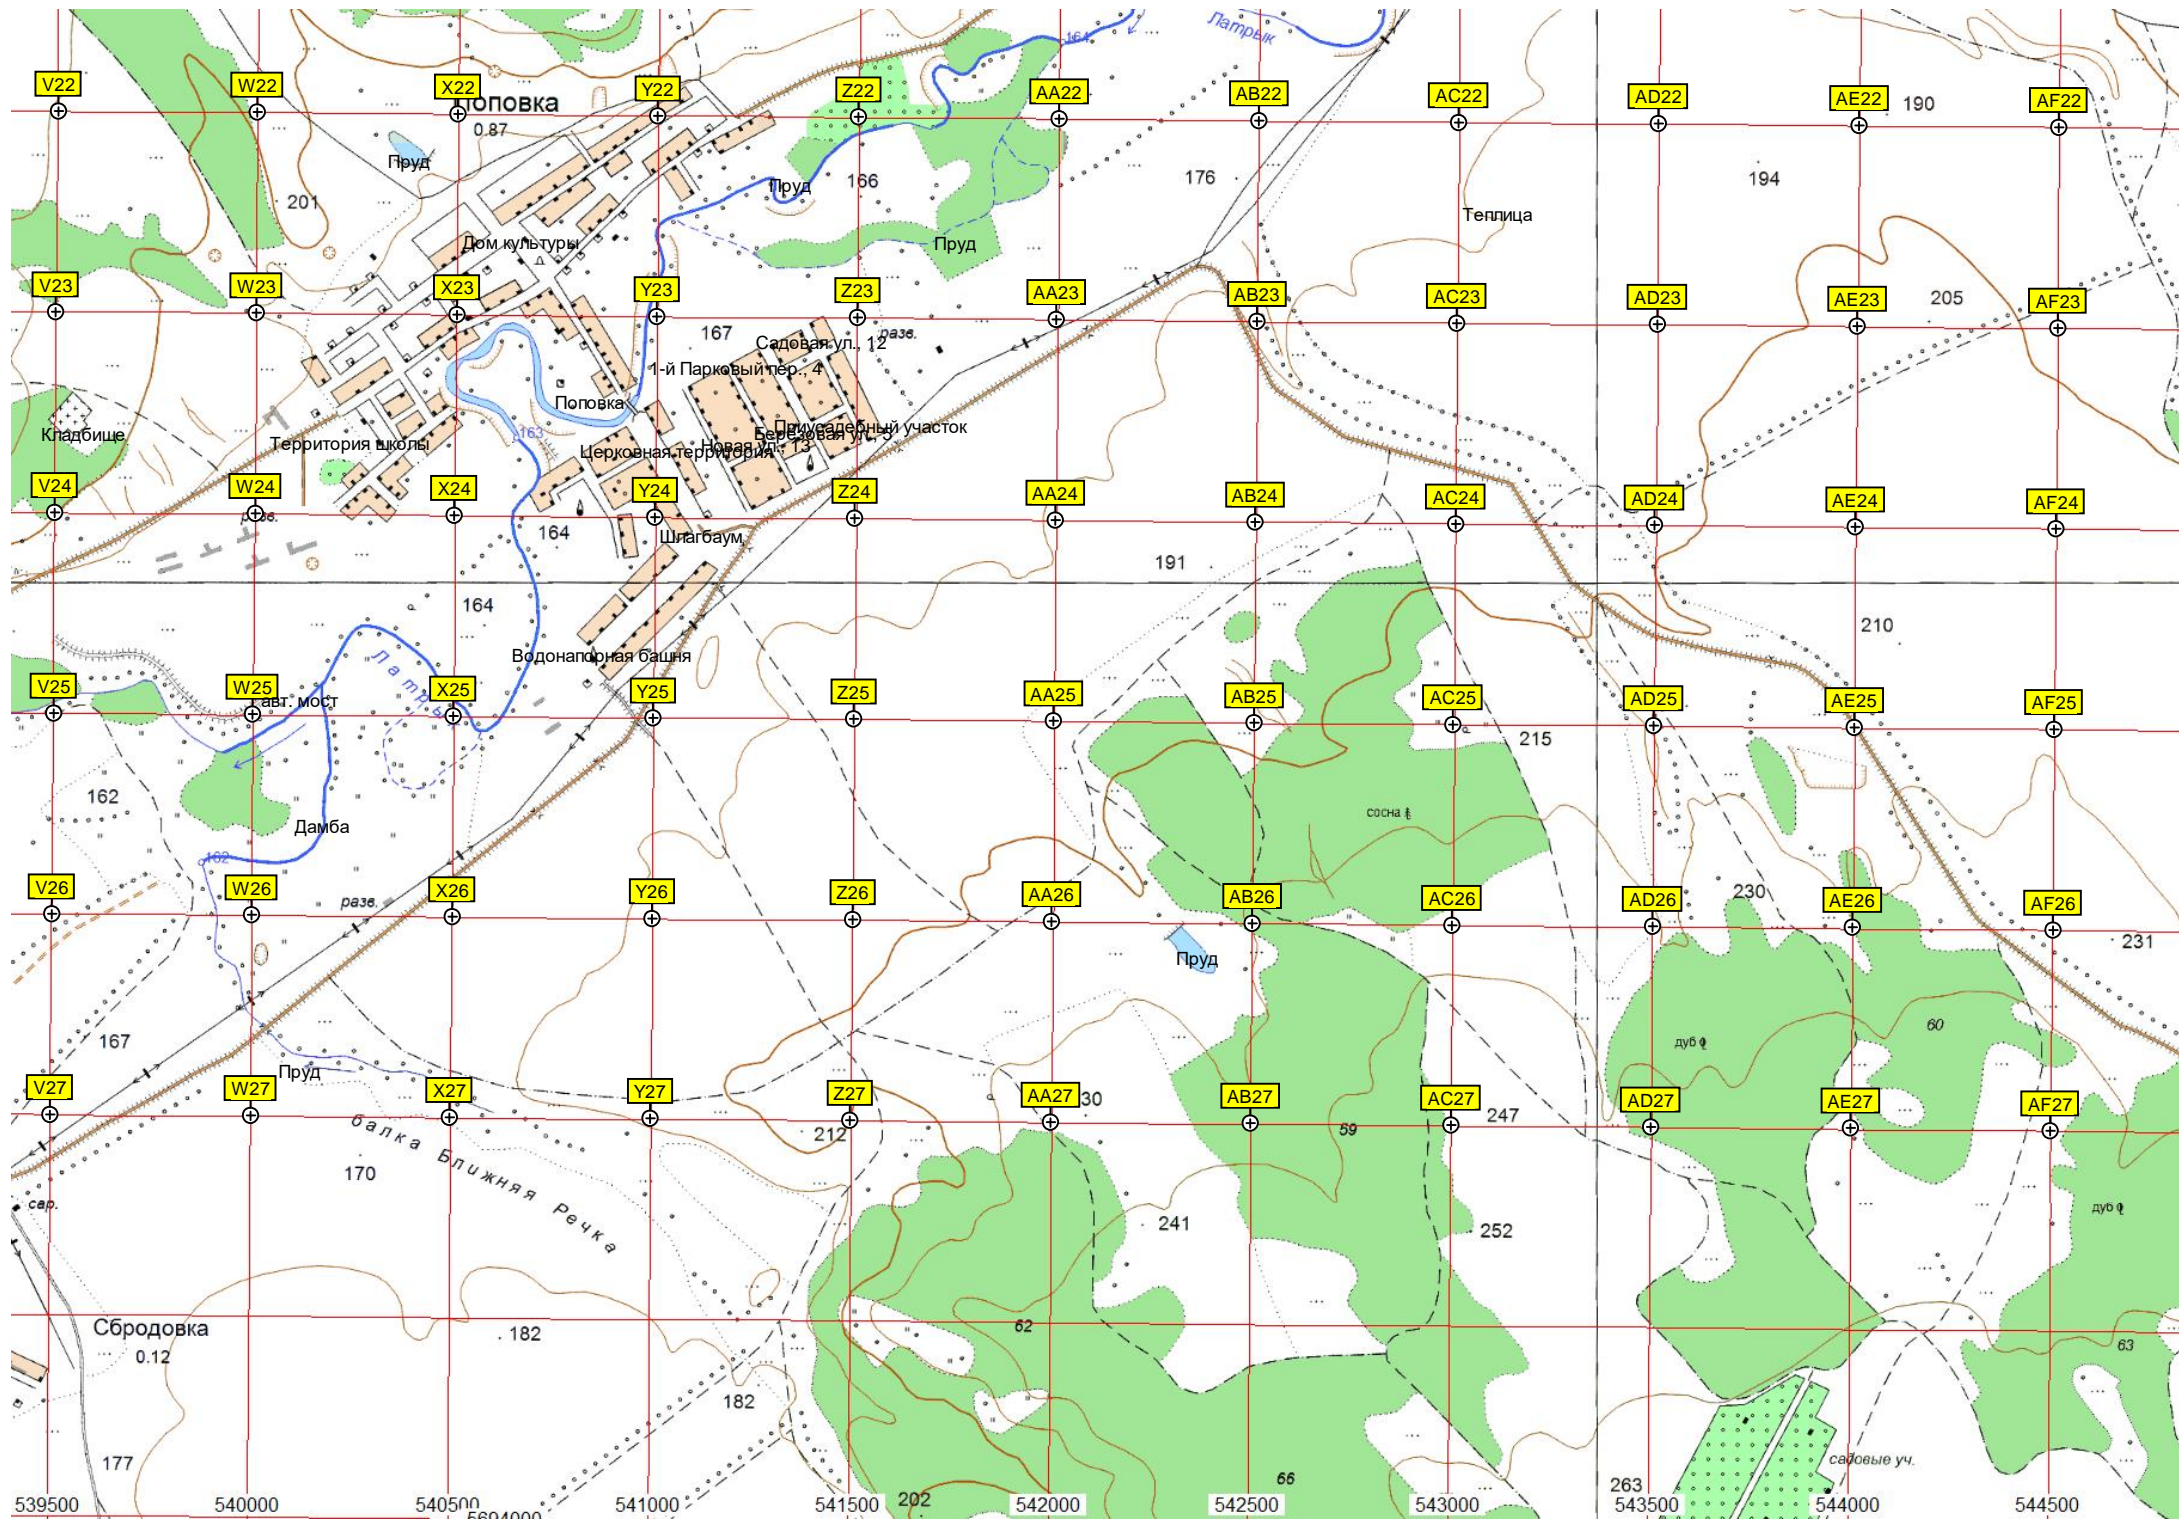 Латрык
164
V22 W22 X22 Y22 Z22 AA22 AB22 AC22 AD22 AE22 190 AF22
0.87
Пруд
201
Пруд 166 176 194
Теплица
Дом культуры
Пруд
V23 W23 X23 Y23 Z23 AA23 AB23 AC23 AD23 AE23 205 AF23
167
разв.
Садовая ул., 12
1-й Парковый пер., 4
Поповка
Кладбище
Территория школы
163
Приусадебный участок
Берёзовая ул., 5
Новая ул., 13
Церковная территория
V24 W24 X24 Y24 Z24 AA24 AB24 AC24 AD24 AE24 AF24
164
Шлагбаум
191
164
210
Водонапорная башня
V25 W25 X25 Y25 Z25 AA25 AB25 AC25 AD25 AE25 AF25
авт. мост
215
162
Дамба
сосна
162
V26 W26 X26 Y26 Z26 AA26 AB26 AC26 AD26 230 AE26 AF26
разв.
231
Пруд
60
167
дуб
Пруд
V27 W27 X27 Y27 Z27 AA27 AB27 AC27 247 AD27 AE27 AF27
30
212
59
балка Ближняя Речка
170
сар.
241
252
дуб
Сбродовка
0.12
182
62
63
182
177
садовые уч.
66
263
202
539500 540000 540500 541000 541500 542000 542500 543000 543500 544000 544500